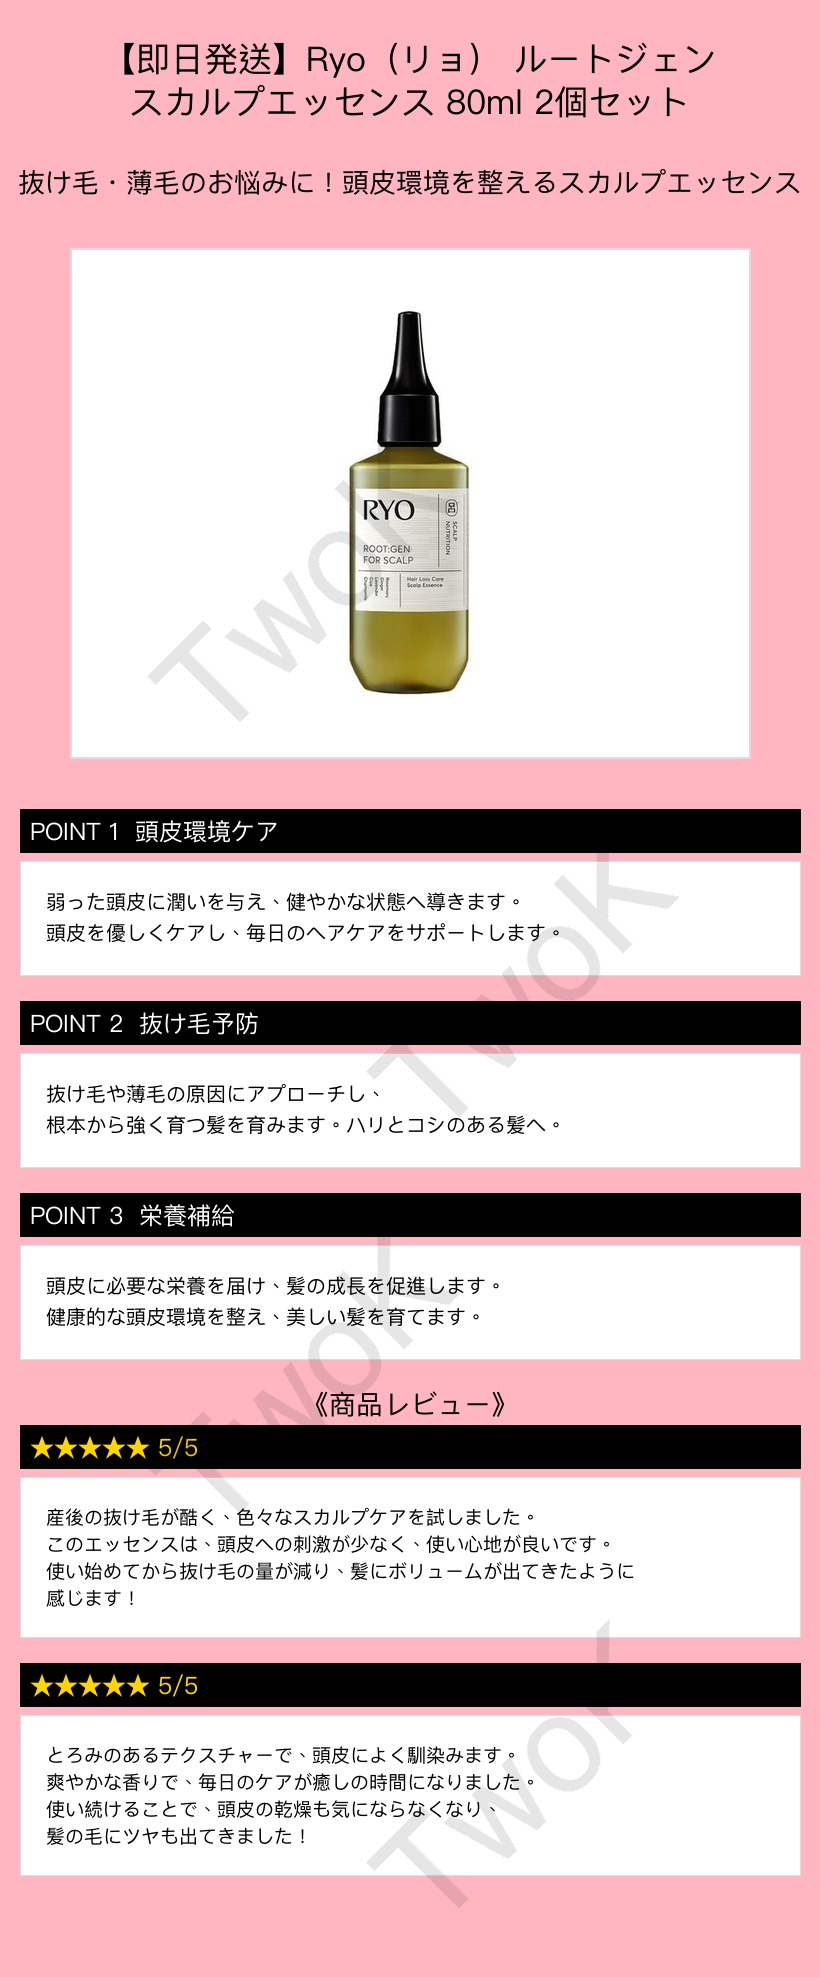 【即日発送】Ryo（リョ） ルートジェン
スカルプエッセンス 80ml 2個セット
抜け毛・薄毛のお悩みに！頭皮環境を整えるスカルプエッセンス
RYO
呂
SCALP
NUTRITION
ROOT:GEN
FOR SCALP
Hair Loss Care
Scalp Essence
Rosemary
Ginger
Lavender
Cica
Chamomile
TwoK
POINT 1 頭皮環境ケア
弱った頭皮に潤いを与え、健やかな状態へ導きます。
頭皮を優しくケアし、毎日のヘアケアをサポートします。
TwoK
POINT 2 抜け毛予防
抜け毛や薄毛の原因にアプローチし、
根本から強く育つ髪を育みます。ハリとコシのある髪へ。
POINT 3 栄養補給
頭皮に必要な栄養を届け、髪の成長を促進します。
健康的な頭皮環境を整え、美しい髪を育てます。
TwoK
《商品レビュー》
★★★★★ 5/5
産後の抜け毛が酷く、色々なスカルプケアを試しました。
このエッセンスは、頭皮への刺激が少なく、使い心地が良いです。
使い始めてから抜け毛の量が減り、髪にボリュームが出てきたように
感じます！
★★★★★ 5/5
とろみのあるテクスチャーで、頭皮によく馴染みます。
爽やかな香りで、毎日のケアが癒しの時間になりました。
使い続けることで、頭皮の乾燥も気にならなくなり、
髪の毛にツヤも出てきました！
TwoK